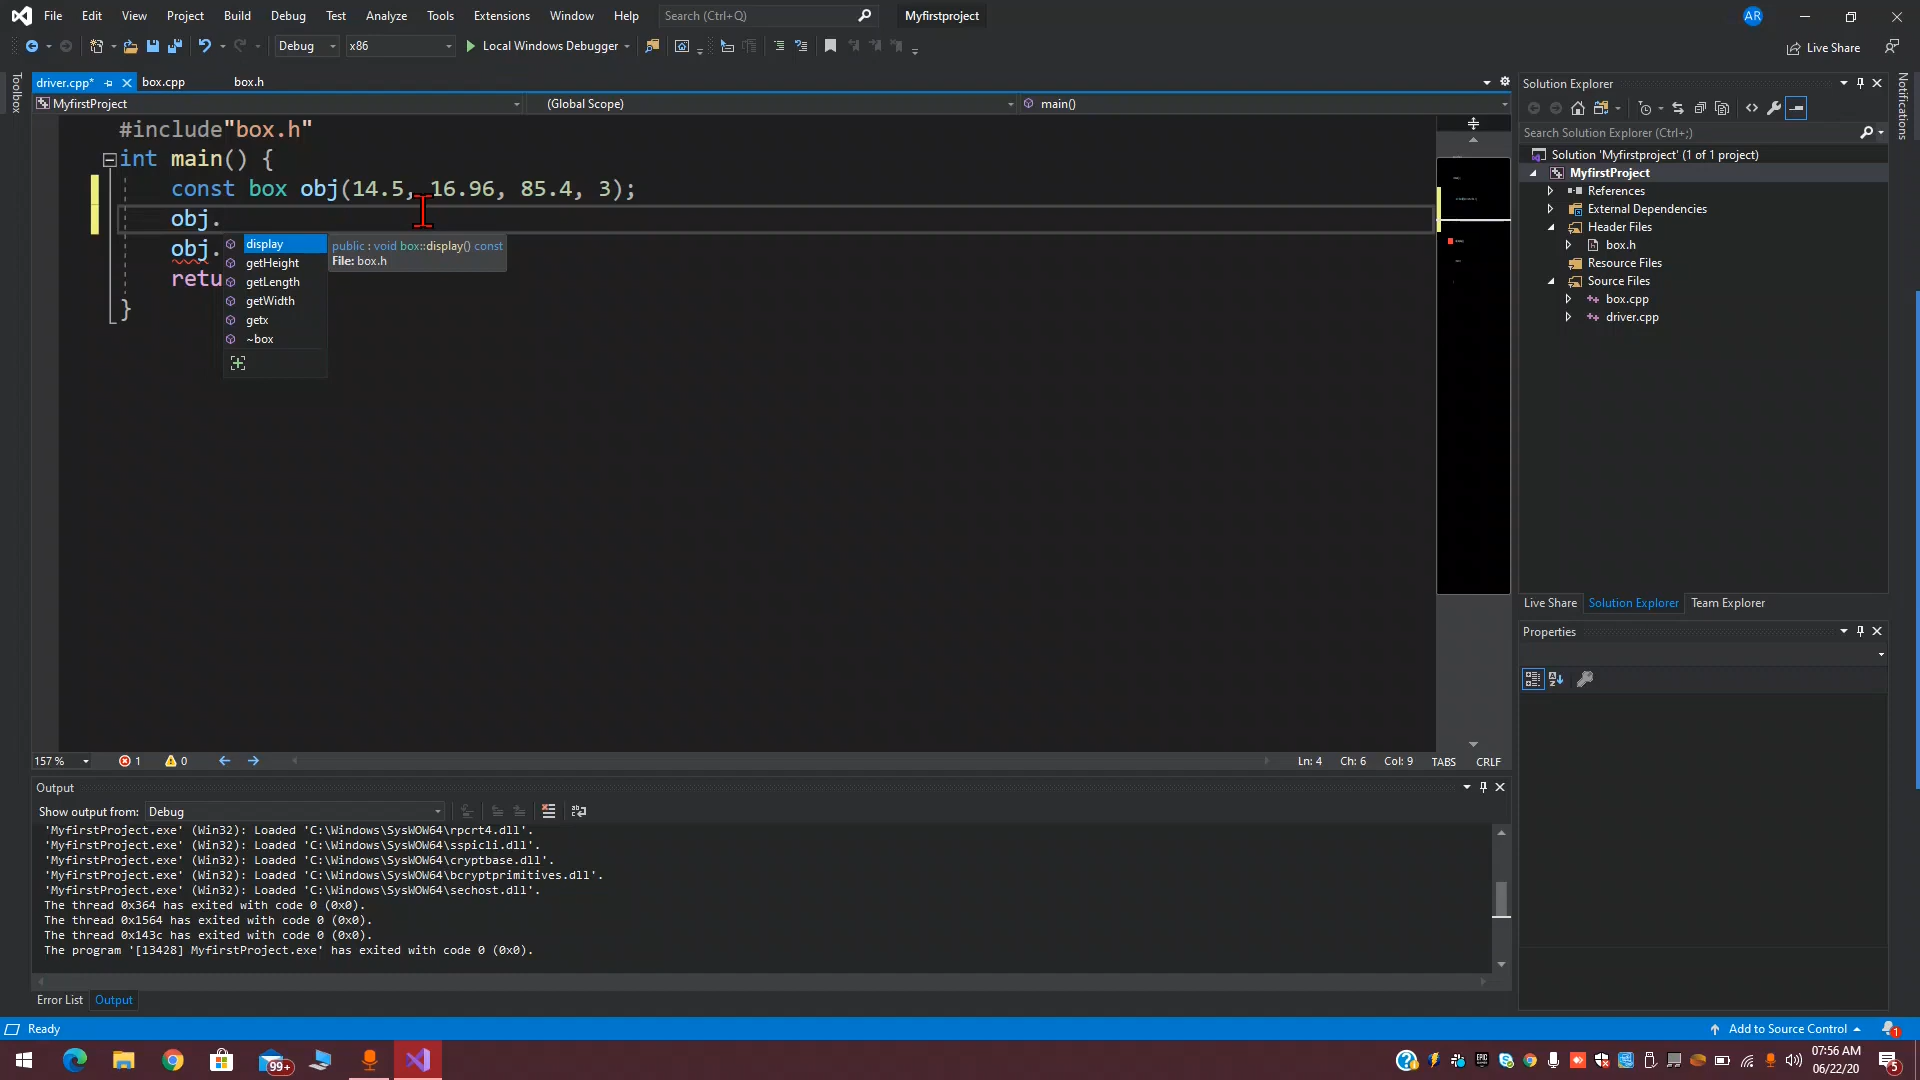 File Edit View Project Build Debug Test Analyze Tools Extensions Window Help Search (Ctrl+Q) Myfirstproject AR
Debug x86 Local Windows Debugger Live Share
Toolbox
driver.cpp* box.cpp box.h
MyfirstProject (Global Scope) main()
#include"box.h"
int main() {
const box obj(14.5, 16.96, 85.4, 3);
obj.
obj.
retu
}
display
getHeight
getLength
getWidth
getx
~box
public : void box::display() const
File: box.h
157 % 1 0 Ln: 4 Ch: 6 Col: 9 TABS CRLF
Output
Show output from: Debug
'MyfirstProject.exe' (Win32): Loaded 'C:\Windows\SysWOW64\rpcrt4.dll'.
'MyfirstProject.exe' (Win32): Loaded 'C:\Windows\SysWOW64\sspicli.dll'.
'MyfirstProject.exe' (Win32): Loaded 'C:\Windows\SysWOW64\cryptbase.dll'.
'MyfirstProject.exe' (Win32): Loaded 'C:\Windows\SysWOW64\bcryptprimitives.dll'.
'MyfirstProject.exe' (Win32): Loaded 'C:\Windows\SysWOW64\sechost.dll'.
The thread 0x364 has exited with code 0 (0x0).
The thread 0x1564 has exited with code 0 (0x0).
The thread 0x143c has exited with code 0 (0x0).
The program '[13428] MyfirstProject.exe' has exited with code 0 (0x0).
Error List Output
Solution Explorer
Search Solution Explorer (Ctrl+;)
Solution 'Myfirstproject' (1 of 1 project)
MyfirstProject
References
External Dependencies
Header Files
box.h
Resource Files
Source Files
box.cpp
driver.cpp
Live Share Solution Explorer Team Explorer
Properties
Notifications
Ready Add to Source Control 1
99+ 07:56 AM
06/22/20 5